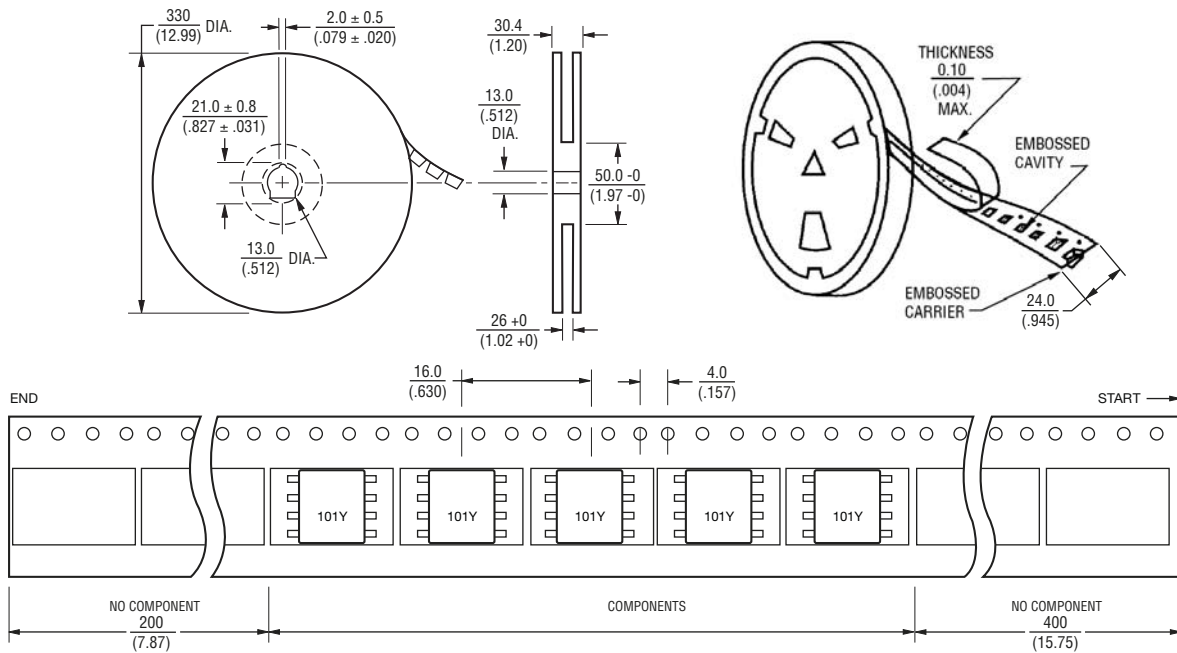 330
(12.99)
DIA.
2.0 ± 0.5
(.079 ± .020)
21.0 ± 0.8
(.827 ± .031)
13.0
(.512)
DIA.
30.4
(1.20)
13.0
(.512)
DIA.
50.0 -0
(1.97 -0)
26 +0
(1.02 +0)
THICKNESS
0.10
(.004)
MAX.
EMBOSSED
CAVITY
EMBOSSED
CARRIER
24.0
(.945)
16.0
(.630)
4.0
(.157)
END
START
101Y
101Y
101Y
101Y
101Y
NO COMPONENT
200
(7.87)
COMPONENTS
NO COMPONENT
400
(15.75)